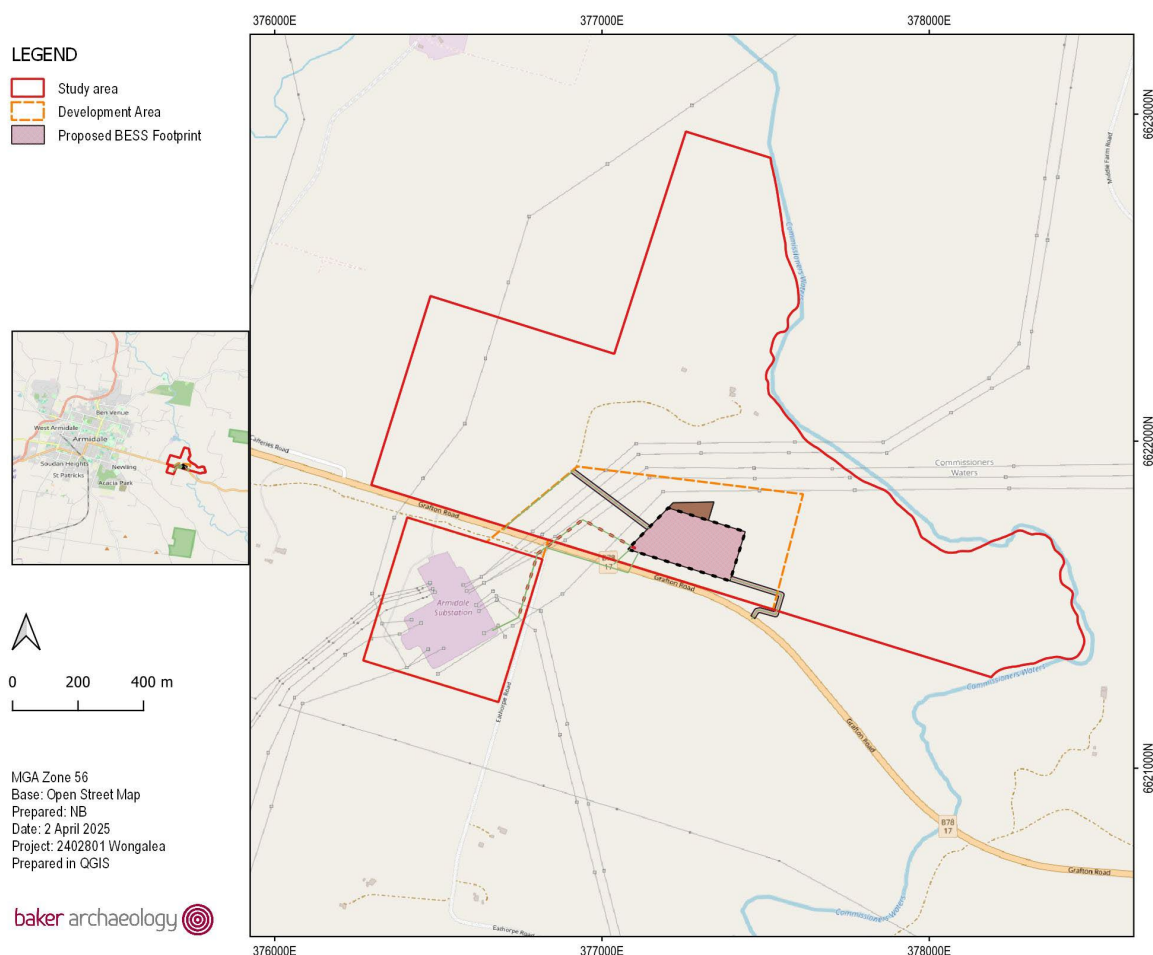 376000E
377000E
378000E
LEGEND
Study area
Development Area
Proposed BESS Footprint
6623000N
Middle Farm Road
Commissioners Waters
West Armidale
Ben Venue
Armidale
Soudan Heights
Newling
St Patricks
Acacia Park
6622000N
Commissioners
Waters
Grafton Road
B78
17
Grafton Road
Armidale
Substation
0 200 400 m
Commissioners Waters
Eathorpe Road
Grafton Road
MGA Zone 56
Base: Open Street Map
Prepared: NB
Date: 2 April 2025
Project: 2402801 Wongalea
Prepared in QGIS
6621000N
B78
17
Grafton Road
Commissioners Waters
Eathorpe Road
baker archaeology
376000E
377000E
378000E